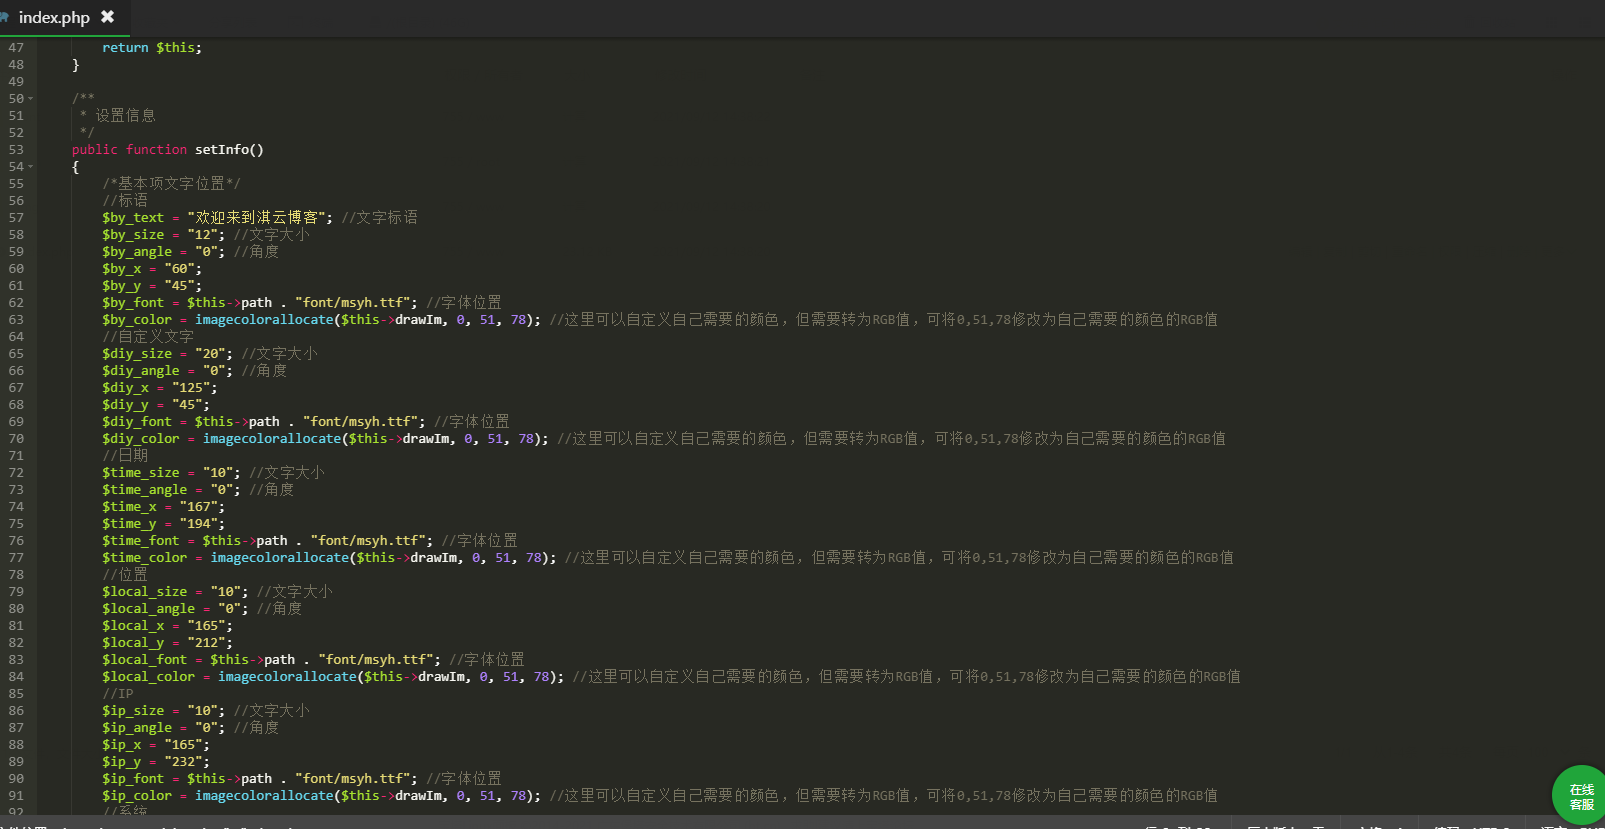 index.php ✖
47 return $this;
48 }
49
50 /**
51 * 设置信息
52 */
53 public function setInfo()
54 {
55 /*基本项文字位置*/
56 //标语
57 $by_text = "欢迎来到淇云博客"; //文字标语
58 $by_size = "12"; //文字大小
59 $by_angle = "0"; //角度
60 $by_x = "60";
61 $by_y = "45";
62 $by_font = $this->path . "font/msyh.ttf"; //字体位置
63 $by_color = imagecolorallocate($this->drawIm, 0, 51, 78); //这里可以自定义自己需要的颜色，但需要转为RGB值，可将0,51,78修改为自己需要的颜色的RGB值
64 //自定义文字
65 $diy_size = "20"; //文字大小
66 $diy_angle = "0"; //角度
67 $diy_x = "125";
68 $diy_y = "45";
69 $diy_font = $this->path . "font/msyh.ttf"; //字体位置
70 $diy_color = imagecolorallocate($this->drawIm, 0, 51, 78); //这里可以自定义自己需要的颜色，但需要转为RGB值，可将0,51,78修改为自己需要的颜色的RGB值
71 //日期
72 $time_size = "10"; //文字大小
73 $time_angle = "0"; //角度
74 $time_x = "167";
75 $time_y = "194";
76 $time_font = $this->path . "font/msyh.ttf"; //字体位置
77 $time_color = imagecolorallocate($this->drawIm, 0, 51, 78); //这里可以自定义自己需要的颜色，但需要转为RGB值，可将0,51,78修改为自己需要的颜色的RGB值
78 //位置
79 $local_size = "10"; //文字大小
80 $local_angle = "0"; //角度
81 $local_x = "165";
82 $local_y = "212";
83 $local_font = $this->path . "font/msyh.ttf"; //字体位置
84 $local_color = imagecolorallocate($this->drawIm, 0, 51, 78); //这里可以自定义自己需要的颜色，但需要转为RGB值，可将0,51,78修改为自己需要的颜色的RGB值
85 //IP
86 $ip_size = "10"; //文字大小
87 $ip_angle = "0"; //角度
88 $ip_x = "165";
89 $ip_y = "232";
90 $ip_font = $this->path . "font/msyh.ttf"; //字体位置
91 $ip_color = imagecolorallocate($this->drawIm, 0, 51, 78); //这里可以自定义自己需要的颜色，但需要转为RGB值，可将0,51,78修改为自己需要的颜色的RGB值
92 //系统
在线
客服